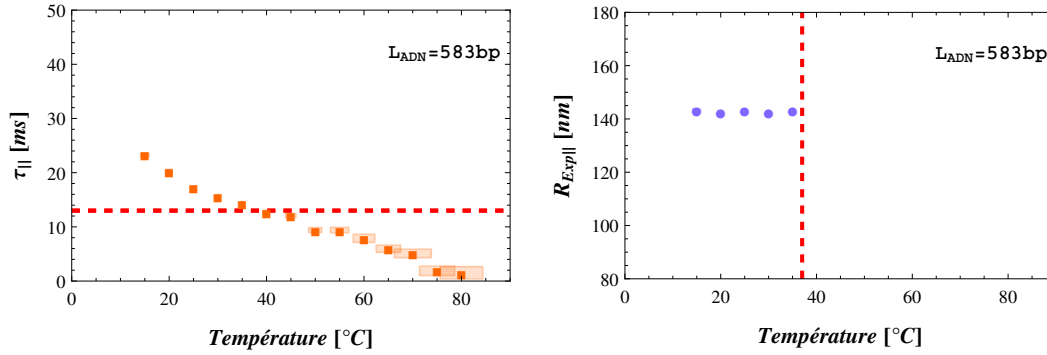 50
40
30
20
10
0
τ|| [ms]
L_ADN=583bp
0 20 40 60 80
Température [°C]
180
160
140
120
100
80
R_Exp|| [nm]
L_ADN=583bp
0 20 40 60 80
Température [°C]